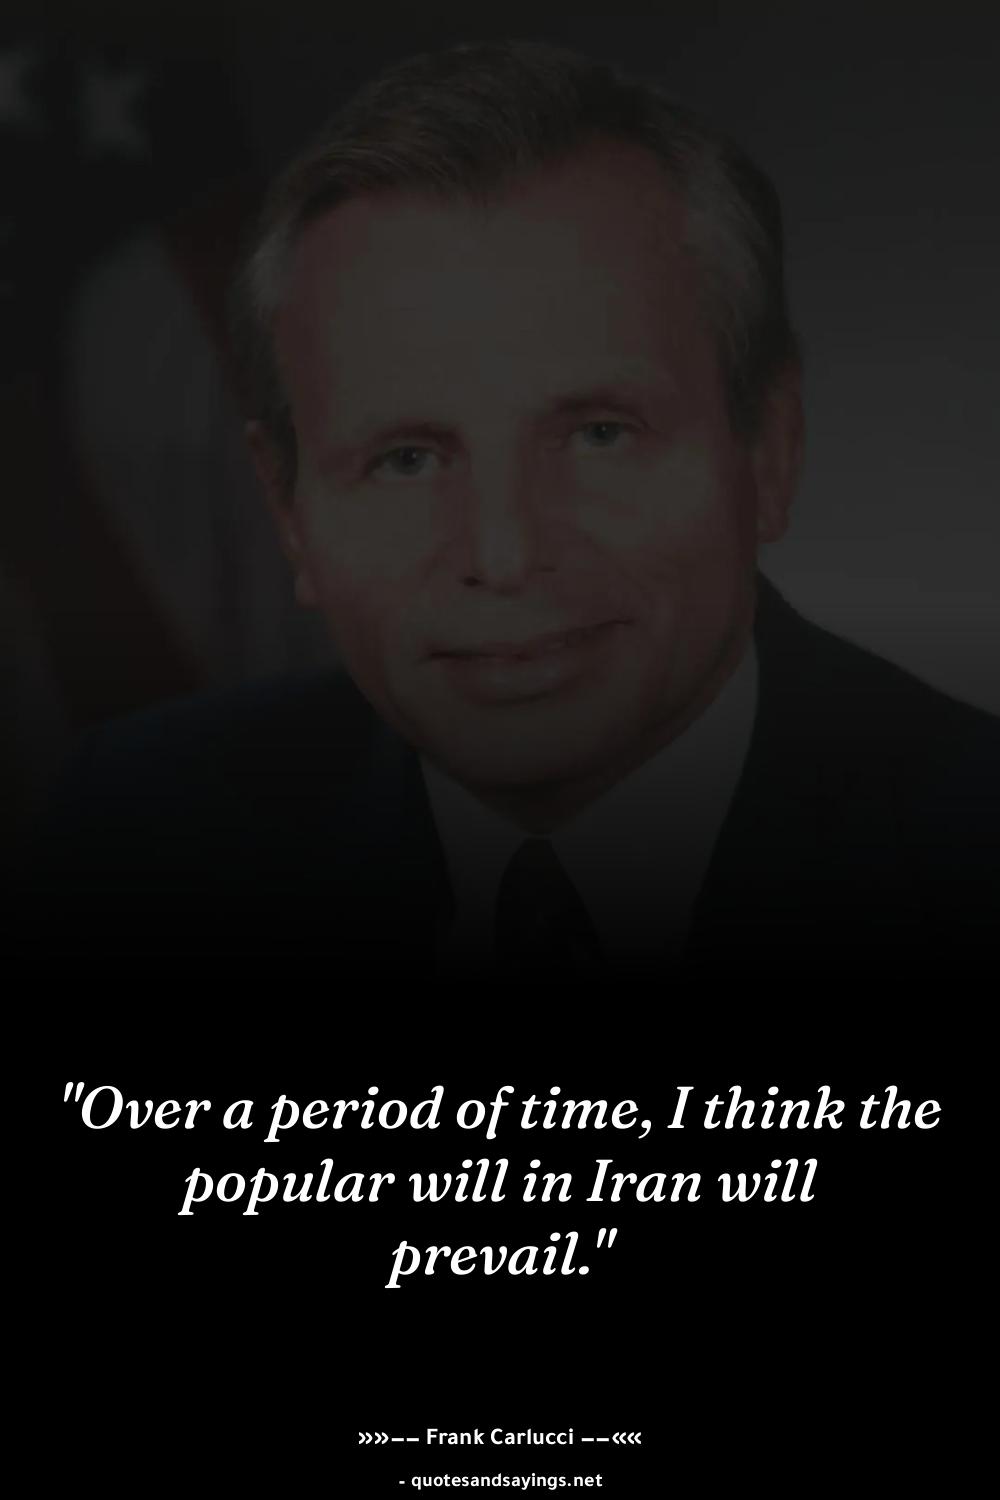 "Over a period of time, I think the
popular will in Iran will
prevail."
»»−− Frank Carlucci −−««
- quotesandsayings.net